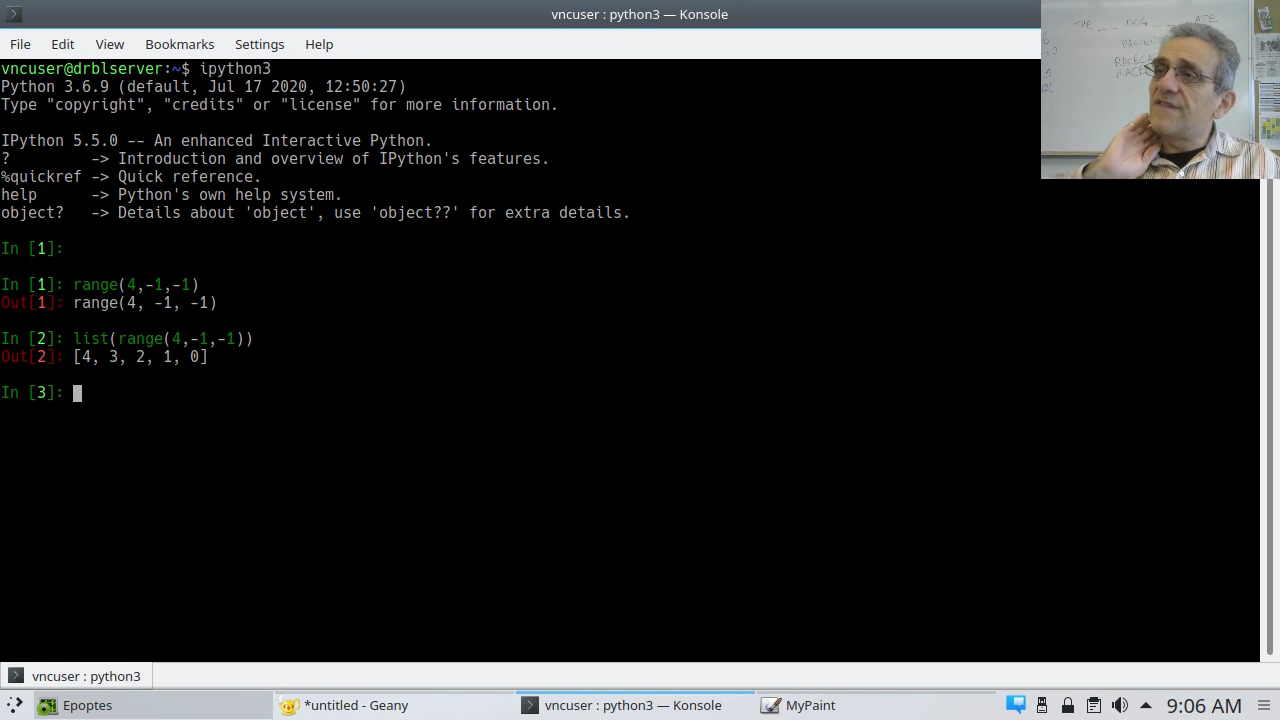 vncuser : python3 — Konsole
File Edit View Bookmarks Settings Help
vncuser@drblserver:~$ ipython3
Python 3.6.9 (default, Jul 17 2020, 12:50:27)
Type "copyright", "credits" or "license" for more information.
IPython 5.5.0 -- An enhanced Interactive Python.
?         -> Introduction and overview of IPython's features.
%quickref -> Quick reference.
help      -> Python's own help system.
object?   -> Details about 'object', use 'object??' for extra details.
In [1]:
In [1]: range(4,-1,-1)
Out[1]: range(4, -1, -1)
In [2]: list(range(4,-1,-1))
Out[2]: [4, 3, 2, 1, 0]
In [3]:
THE _ _ DOG _ _ ATE
vncuser : python3
Epoptes *untitled - Geany vncuser : python3 — Konsole MyPaint 9:06 AM